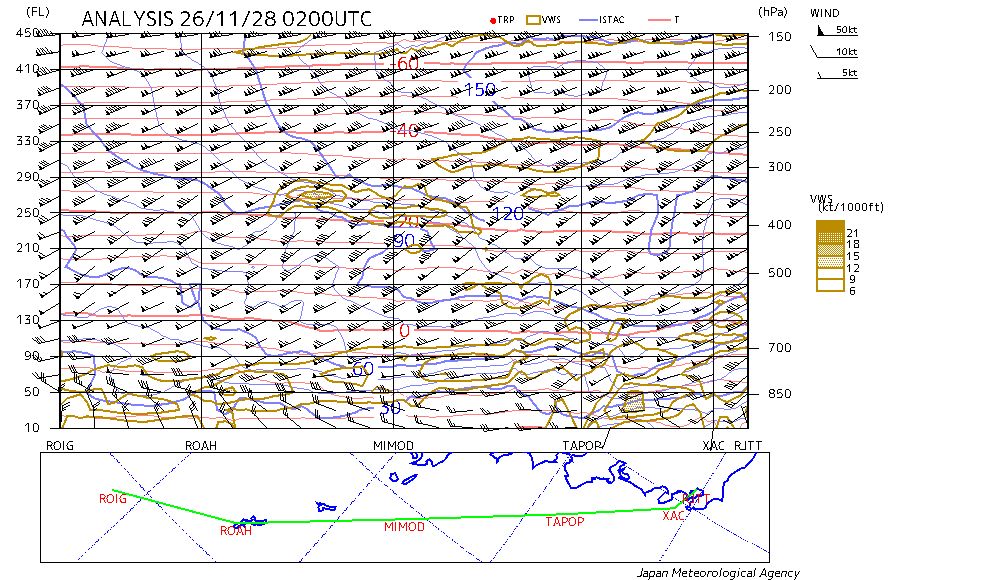 ANALYSIS 26/11/28 0200UTC
(FL)
TRP VWS ISTAC T
(hPa)
WIND
50kt
10kt
5kt
450
410
370
330
290
250
210
170
130
90
50
10
150
200
250
300
400
500
700
850
-60
150
-40
-20
120
90
0
60
30
VWS
(kt/1000ft)
21
18
15
12
9
6
ROIG ROAH MIMOD TAPOP XAC RJTT
ROIG
ROAH
MIMOD
TAPOP
XAC
RJTT
Japan Meteorological Agency